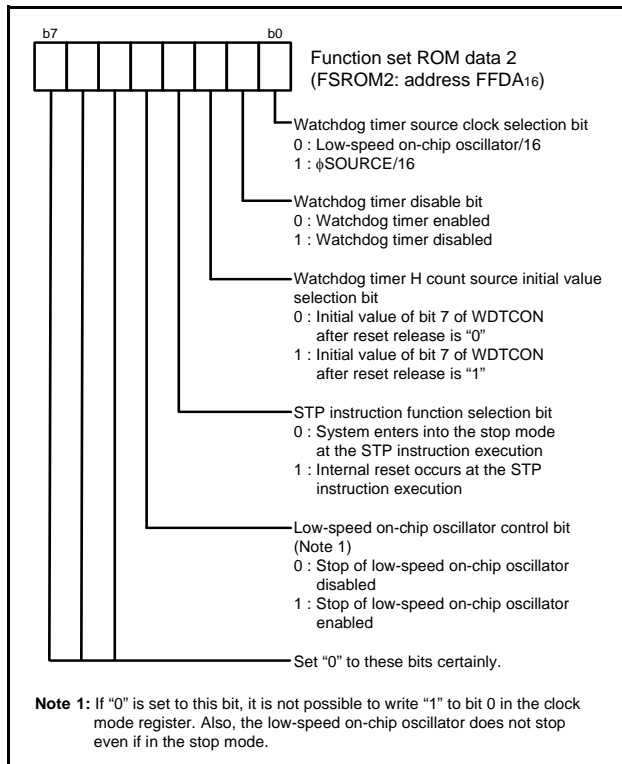 b7 b0
Function set ROM data 2
(FSROM2: address FFDA16)
Watchdog timer source clock selection bit
0 : Low-speed on-chip oscillator/16
1 : ϕSOURCE/16
Watchdog timer disable bit
0 : Watchdog timer enabled
1 : Watchdog timer disabled
Watchdog timer H count source initial value
selection bit
0 : Initial value of bit 7 of WDTCON
after reset release is “0”
1 : Initial value of bit 7 of WDTCON
after reset release is “1”
STP instruction function selection bit
0 : System enters into the stop mode
at the STP instruction execution
1 : Internal reset occurs at the STP
instruction execution
Low-speed on-chip oscillator control bit
(Note 1)
0 : Stop of low-speed on-chip oscillator
disabled
1 : Stop of low-speed on-chip oscillator
enabled
Set “0” to these bits certainly.
Note 1: If “0” is set to this bit, it is not possible to write “1” to bit 0 in the clock
mode register. Also, the low-speed on-chip oscillator does not stop
even if in the stop mode.